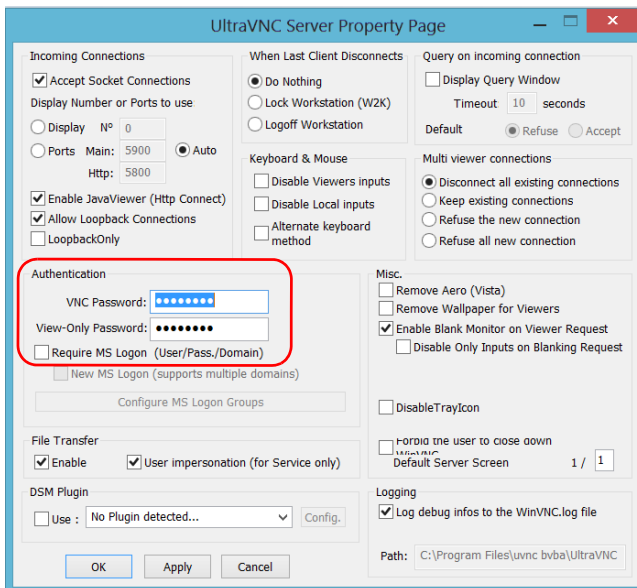 UltraVNC Server Property Page
Incoming Connections
Accept Socket Connections
Display Number or Ports to use
Display N° 0
Ports Main: 5900 Auto
Http: 5800
Enable JavaViewer (Http Connect)
Allow Loopback Connections
LoopbackOnly
When Last Client Disconnects
Do Nothing
Lock Workstation (W2K)
Logoff Workstation
Keyboard & Mouse
Disable Viewers inputs
Disable Local inputs
Alternate keyboard
method
Query on incoming connection
Display Query Window
Timeout 10 seconds
Default Refuse Accept
Multi viewer connections
Disconnect all existing connections
Keep existing connections
Refuse the new connection
Refuse all new connection
Authentication
VNC Password: ●●●●●●●●
View-Only Password: ●●●●●●●●
Require MS Logon (User/Pass./Domain)
New MS Logon (supports multiple domains)
Configure MS Logon Groups
Misc.
Remove Aero (Vista)
Remove Wallpaper for Viewers
Enable Blank Monitor on Viewer Request
Disable Only Inputs on Blanking Request
DisableTrayIcon
Forbid the user to close down
WinVNC
Default Server Screen 1 / 1
File Transfer
Enable
User impersonation (for Service only)
DSM Plugin
Use : No Plugin detected... Config.
Logging
Log debug infos to the WinVNC.log file
Path: C:\Program Files\uvnc bvba\UltraVNC
OK
Apply
Cancel